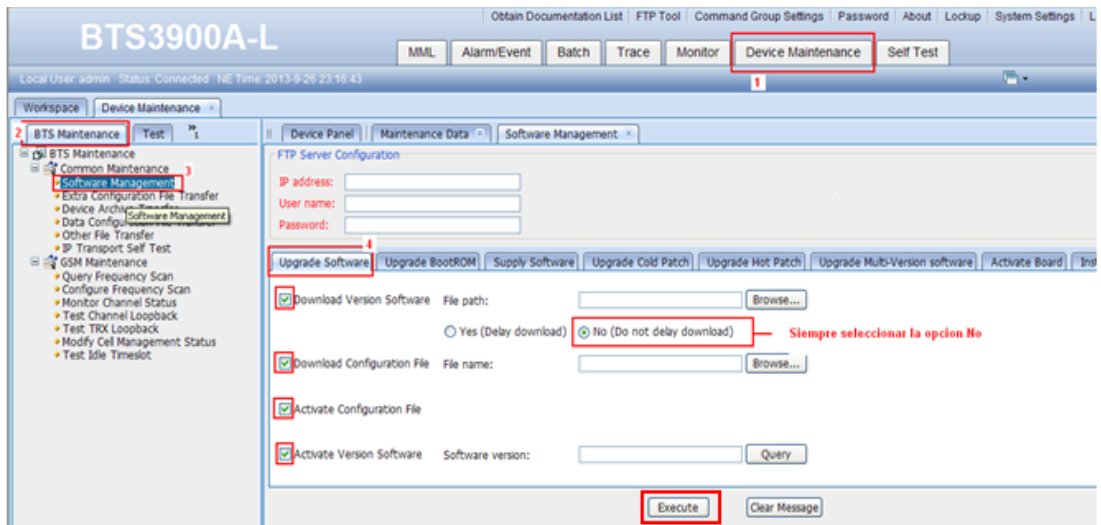 Obtain Documentation List FTP Tool Command Group Settings Password About Lockup System Settings L
BTS3900A-L
MML Alarm/Event Batch Trace Monitor Device Maintenance Self Test
Local User: admin Status: Connected NE Time: 2013-9-26 23:16:43
1
Workspace Device Maintenance
2 BTS Maintenance Test 1
Device Panel Maintenance Data Software Management
BTS Maintenance
Common Maintenance
3
Software Management
Extra Configuration File Transfer
Device Archive
Software Management
Data Transfer
Other File Transfer
IP Transport Self Test
GSM Maintenance
Query Frequency Scan
Configure Frequency Scan
Monitor Channel Status
Test Channel Loopback
Test TRX Loopback
Modify Cell Management Status
Test Idle Timeslot
FTP Server Configuration
IP address:
User name:
Password:
4
Upgrade Software Upgrade BootROM Supply Software Upgrade Cold Patch Upgrade Hot Patch Upgrade Multi-Version software Activate Board Inst
Download Version Software File path: Browse...
Yes (Delay download) No (Do not delay download) Siempre seleccionar la opcion No
Download Configuration File File name: Browse...
Activate Configuration File
Activate Version Software Software version: Query
Execute Clear Message